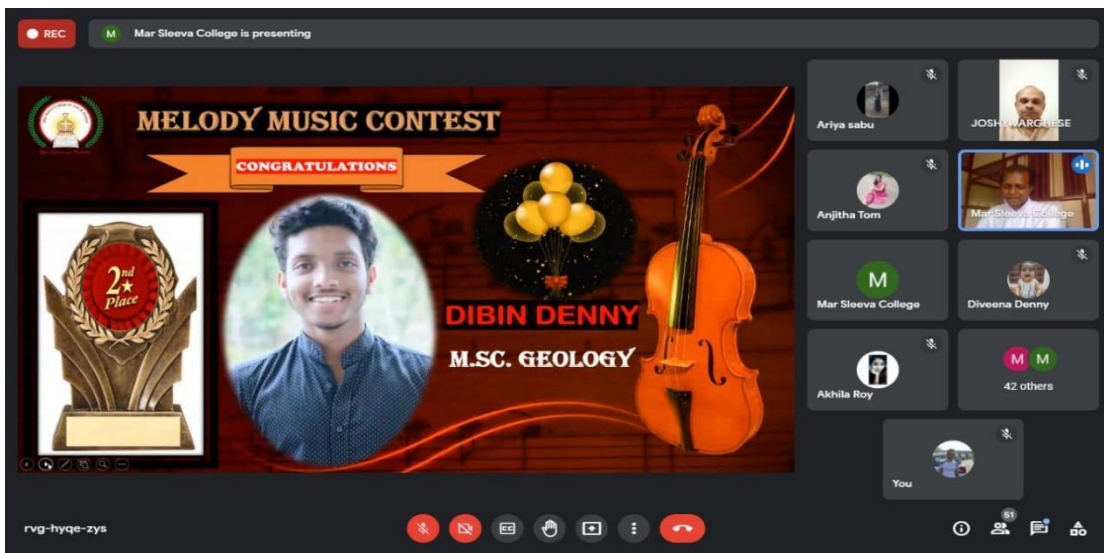 REC
M
Mar Sleeva College is presenting
MELODY MUSIC CONTEST
CONGRATULATIONS
2nd
Place
DIBIN DENNY
M.SC. GEOLOGY
Ariya sabu
JOSHY VARGHESE
Anjitha Tom
Mar Sleeva College
M
Mar Sleeva College
Diveena Denny
Akhila Roy
M M
42 others
You
rvg-hyqe-zys
CC
51